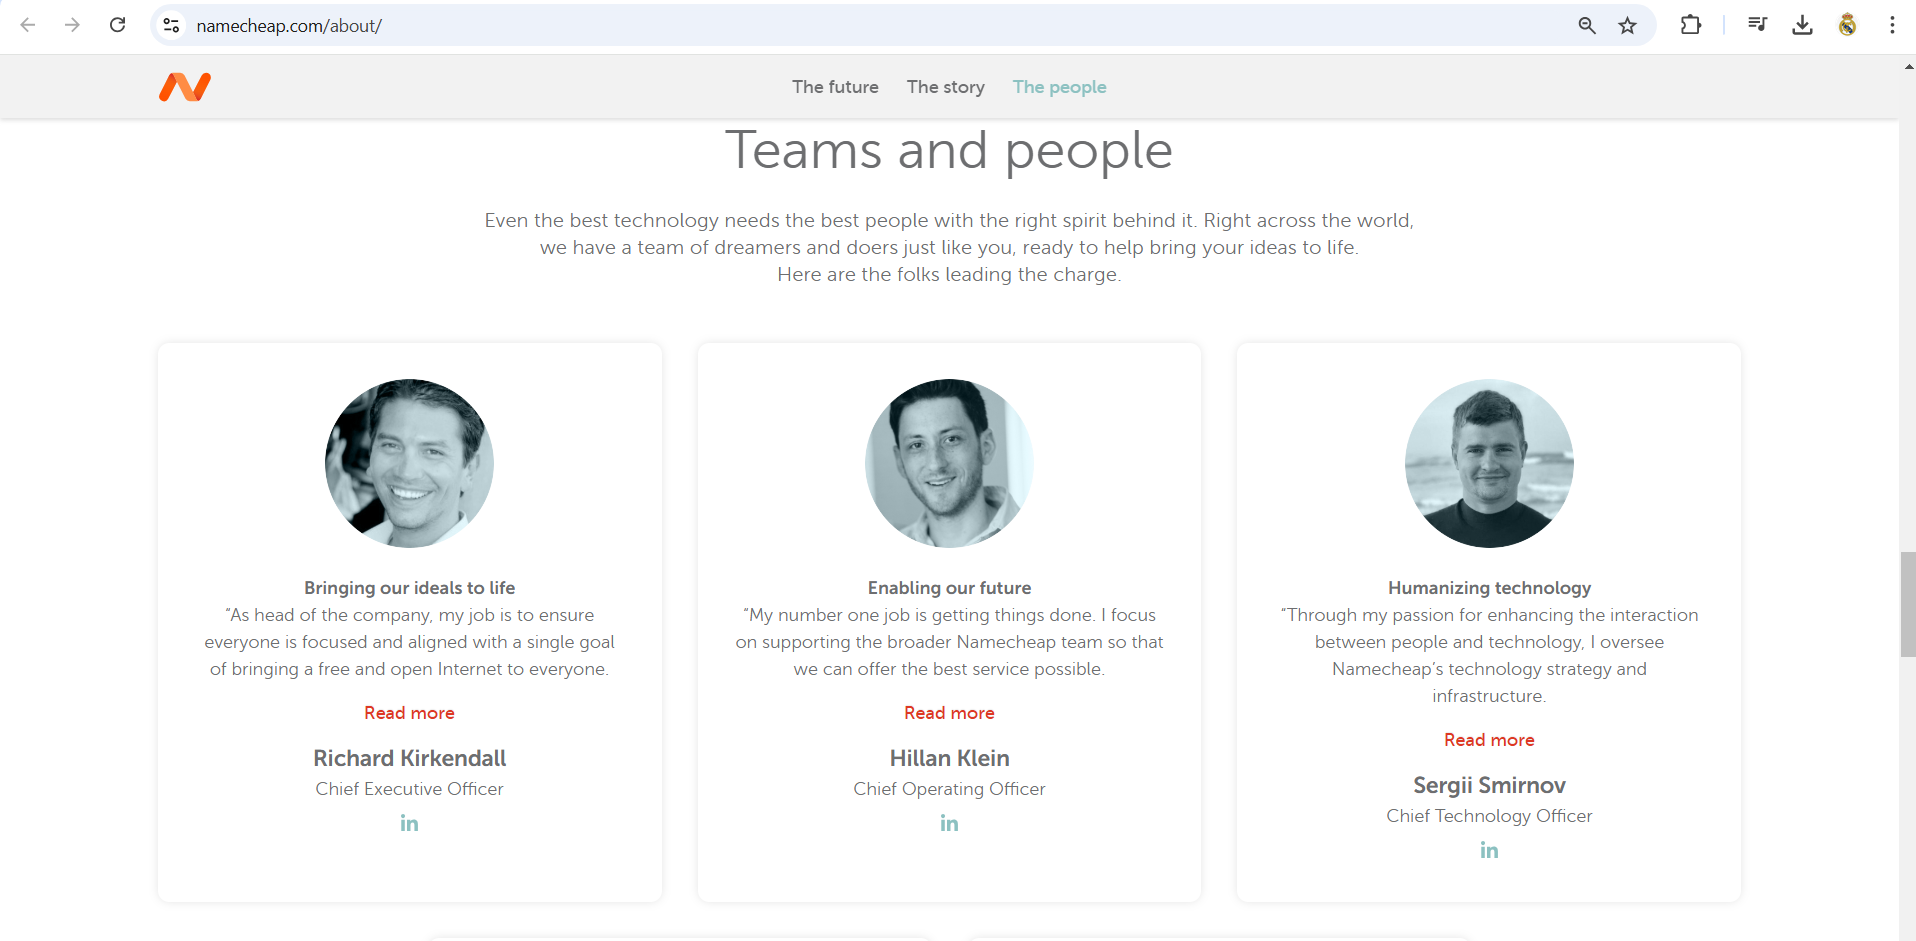 namecheap.com/about/
The future
The story
The people
Teams and people
Even the best technology needs the best people with the right spirit behind it. Right across the world,
we have a team of dreamers and doers just like you, ready to help bring your ideas to life.
Here are the folks leading the charge.
Bringing our ideals to life
“As head of the company, my job is to ensure
everyone is focused and aligned with a single goal
of bringing a free and open Internet to everyone.
Read more
Richard Kirkendall
Chief Executive Officer
in
Enabling our future
“My number one job is getting things done. I focus
on supporting the broader Namecheap team so that
we can offer the best service possible.
Read more
Hillan Klein
Chief Operating Officer
in
Humanizing technology
“Through my passion for enhancing the interaction
between people and technology, I oversee
Namecheap’s technology strategy and
infrastructure.
Read more
Sergii Smirnov
Chief Technology Officer
in